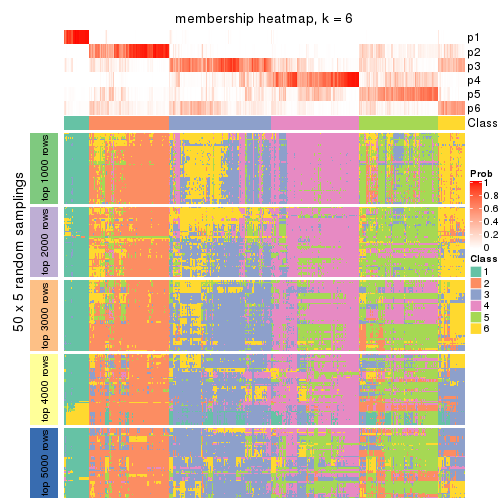 membership heatmap, k = 6
p1
p2
p3
p4
p5
p6
Class
50 x 5 random samplings
top 1000 rows
top 2000 rows
top 3000 rows
top 4000 rows
top 5000 rows
Prob
1
0.8
0.6
0.4
0.2
0
Class
1
2
3
4
5
6